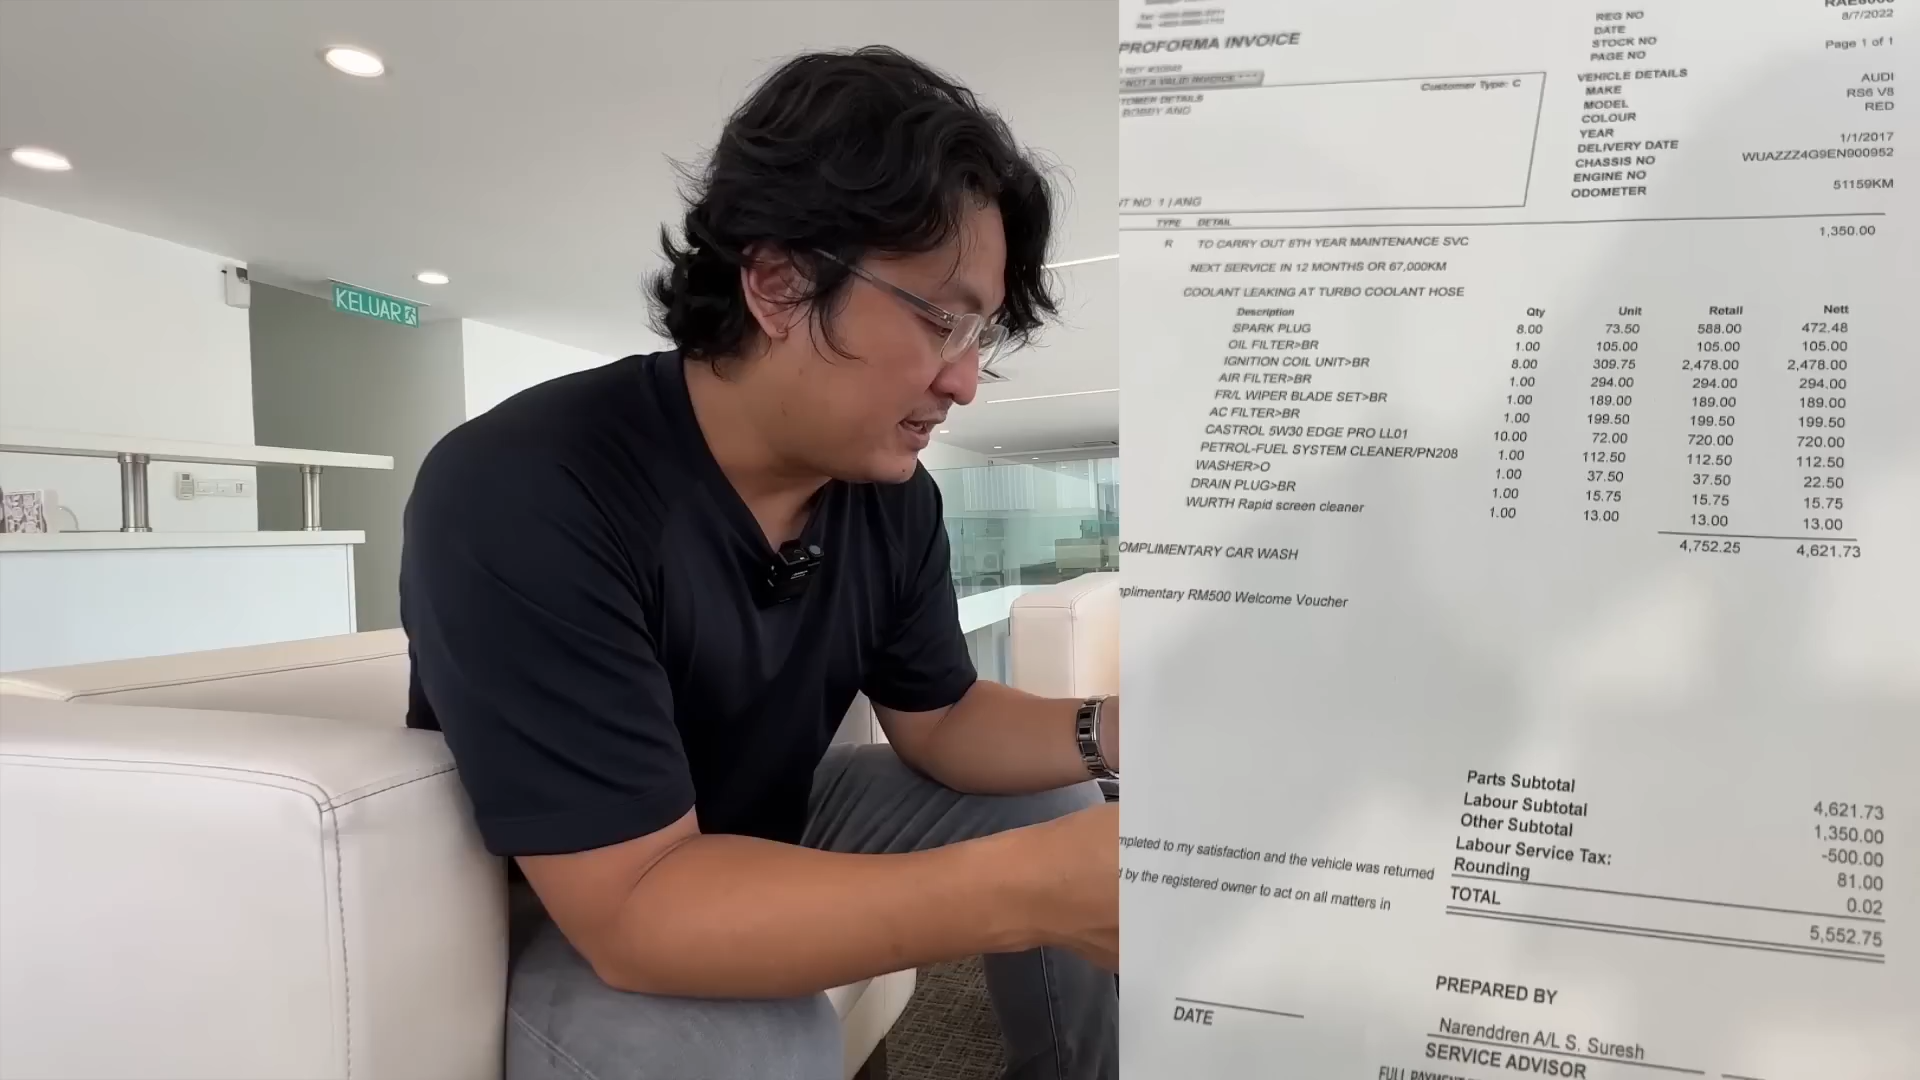 KELUAR
PROFORMA INVOICE
REG NO
DATE 8/7/2022
STOCK NO
PAGE NO Page 1 of 1
*NOT A VALID INVOICE ***
Customer Type: C
TOMER DETAILS
BOBBY ANG
VEHICLE DETAILS
MAKE AUDI
MODEL RS6 V8
COLOUR RED
YEAR
DELIVERY DATE 1/1/2017
CHASSIS NO WUAZZZ4G9EN900952
ENGINE NO
ODOMETER 51159KM
NT NO. 1 ) ANG
TYPE DETAIL
R TO CARRY OUT 5TH YEAR MAINTENANCE SVC 1,350.00
NEXT SERVICE IN 12 MONTHS OR 67,000KM
COOLANT LEAKING AT TURBO COOLANT HOSE
Description Qty Unit Retail Nett
SPARK PLUG 8.00 73.50 588.00 472.48
OIL FILTER>BR 1.00 105.00 105.00 105.00
IGNITION COIL UNIT>BR 8.00 309.75 2,478.00 2,478.00
AIR FILTER>BR 1.00 294.00 294.00 294.00
FR/L WIPER BLADE SET>BR 1.00 189.00 189.00 189.00
AC FILTER>BR 1.00 199.50 199.50 199.50
CASTROL 5W30 EDGE PRO LL01 10.00 72.00 720.00 720.00
PETROL-FUEL SYSTEM CLEANER/PN208 1.00 112.50 112.50 112.50
WASHER>O 1.00 37.50 37.50 22.50
DRAIN PLUG>BR 1.00 15.75 15.75 15.75
WURTH Rapid screen cleaner 1.00 13.00 13.00 13.00
4,752.25 4,621.73
OMPLIMENTARY CAR WASH
mplimentary RM500 Welcome Voucher
Parts Subtotal 4,621.73
Labour Subtotal 1,350.00
Other Subtotal -500.00
Labour Service Tax: 81.00
Rounding 0.02
TOTAL 5,552.75
mpleted to my satisfaction and the vehicle was returned
d by the registered owner to act on all matters in
PREPARED BY
DATE
Narenddren A/L S. Suresh
SERVICE ADVISOR